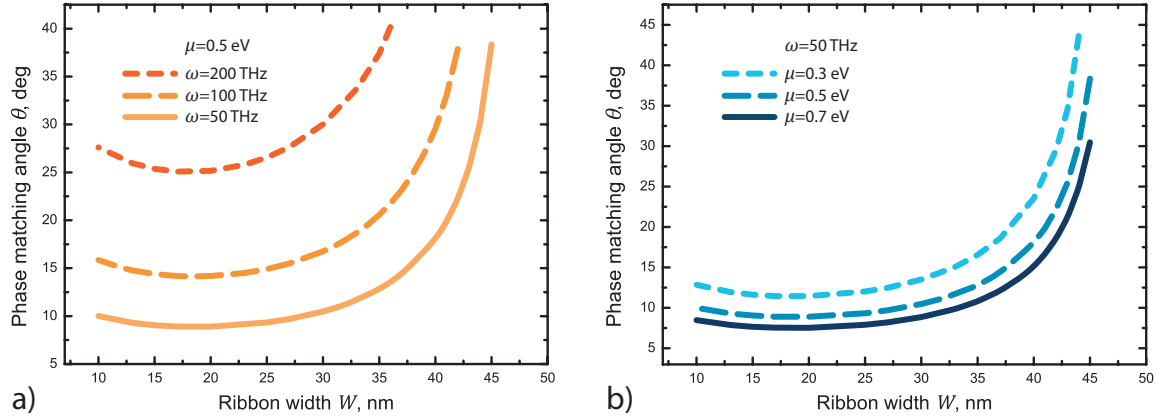 μ=0.5 eV
ω=200 THz
ω=100 THz
ω=50 THz
Phase matching angle θ, deg
40
35
30
25
20
15
10
5
10 15 20 25 30 35 40 45 50
Ribbon width W, nm
a)
ω=50 THz
μ=0.3 eV
μ=0.5 eV
μ=0.7 eV
Phase matching angle θ, deg
45
40
35
30
25
20
15
10
5
10 15 20 25 30 35 40 45 50
Ribbon width W, nm
b)